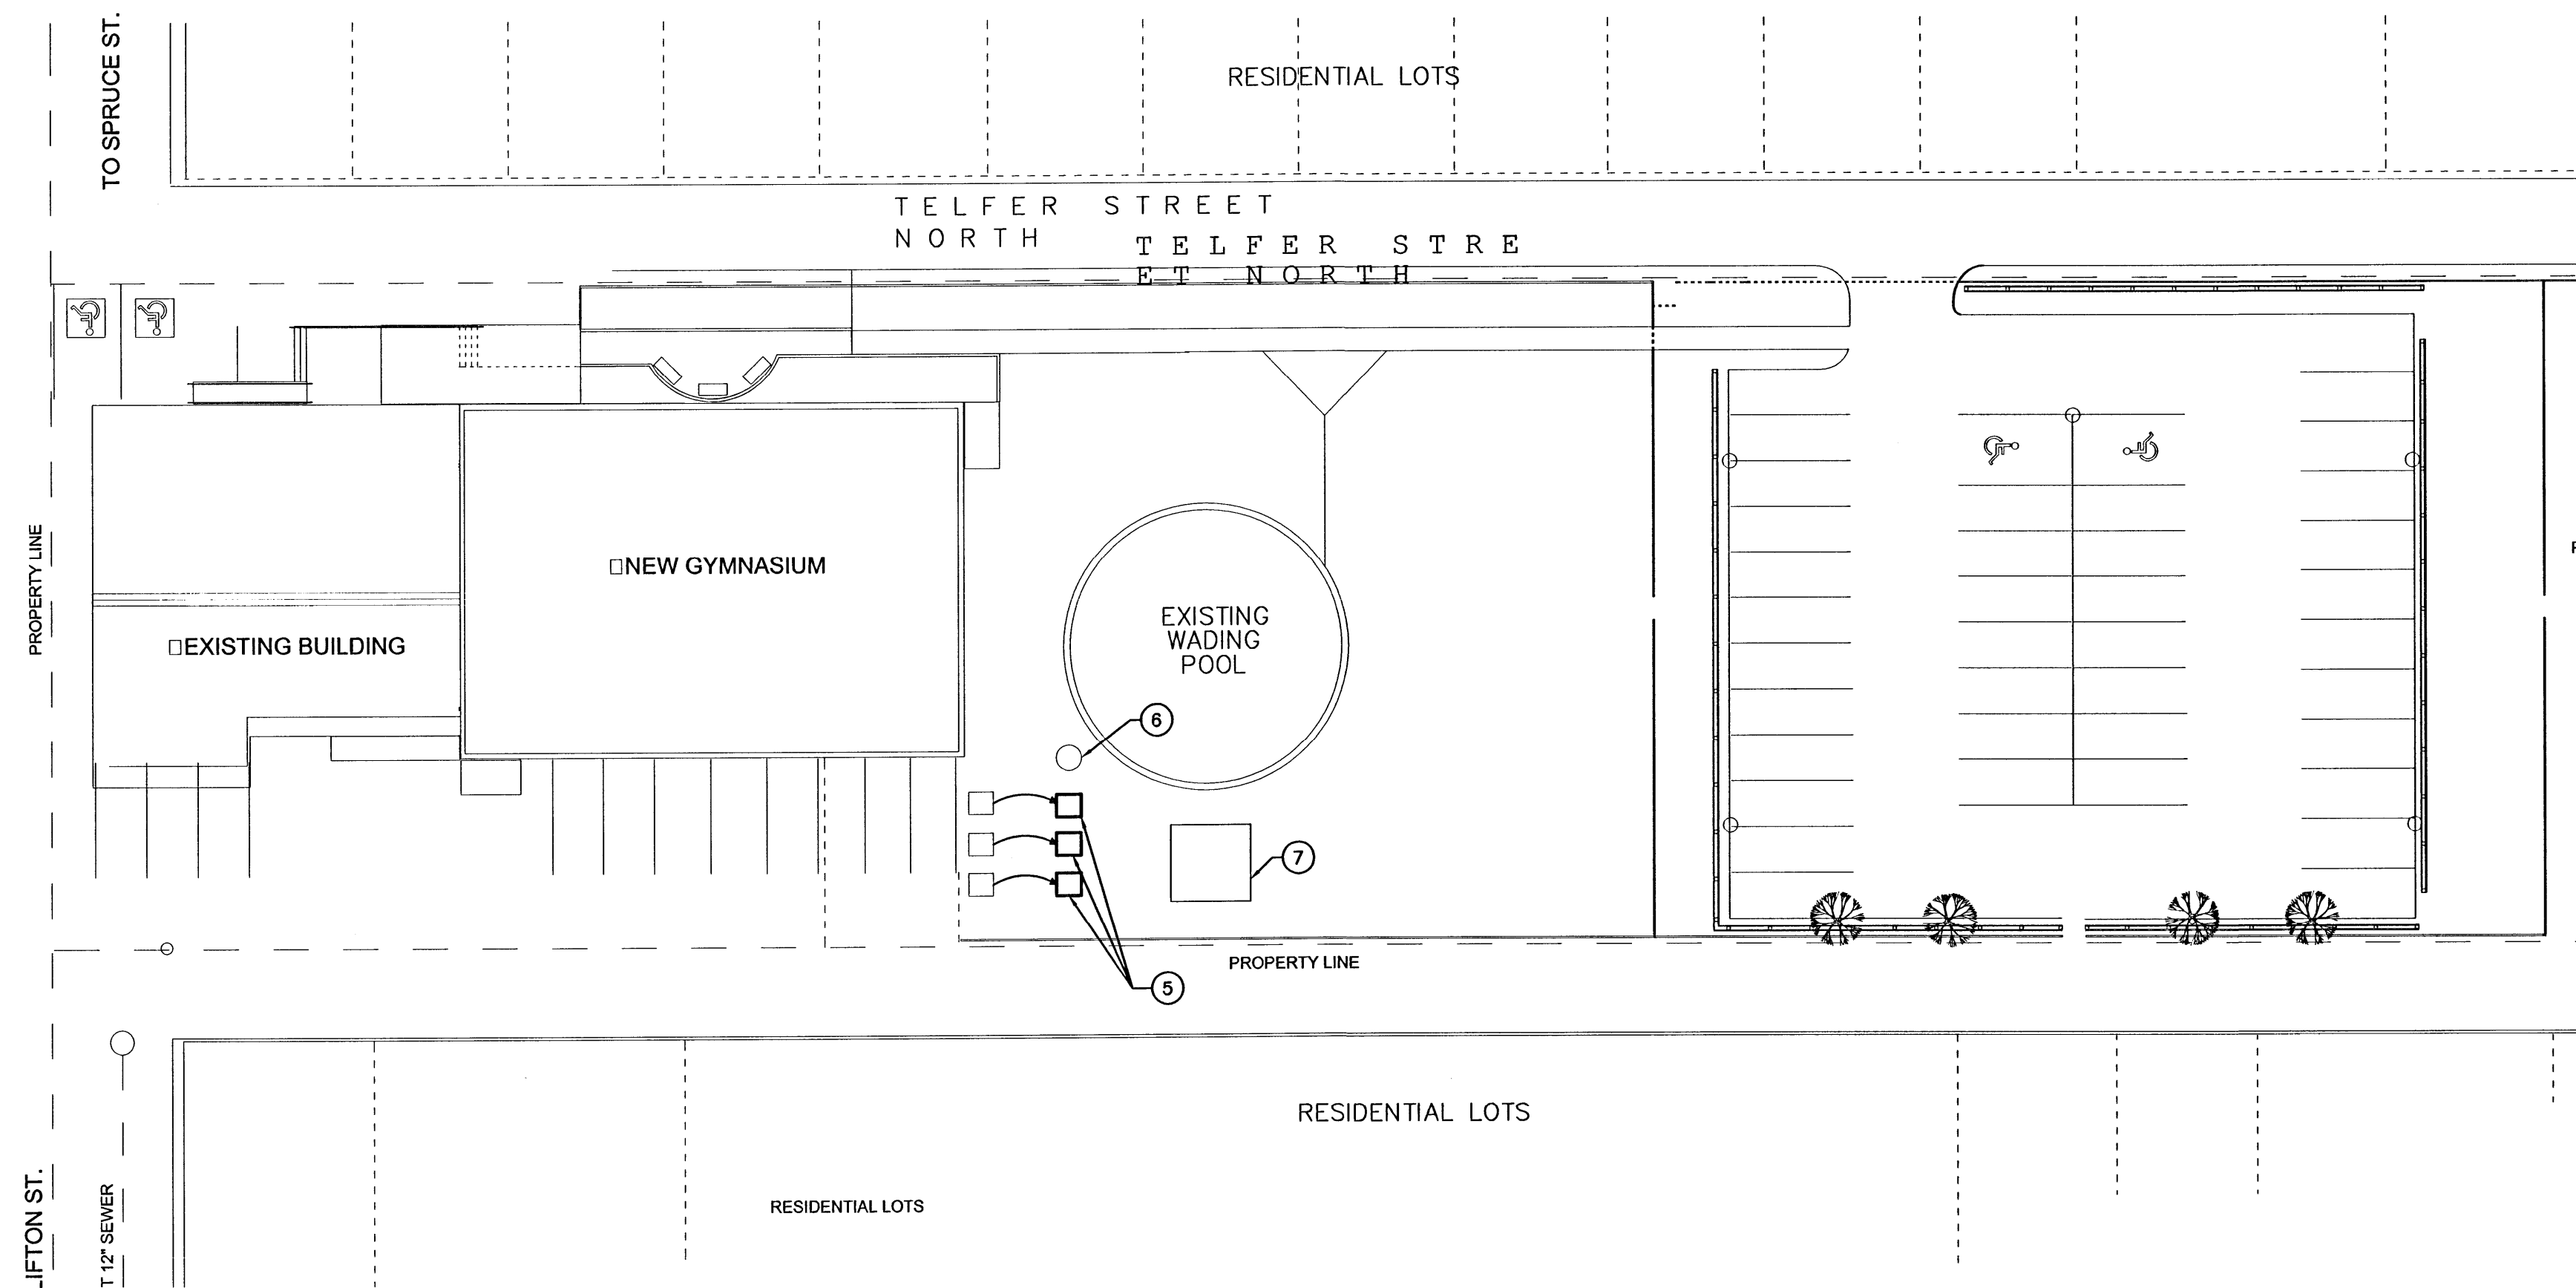 TO SPRUCE ST.
RESIDENTIAL LOTS
TELFER STREET
NORTH
TELFER STRE
ET NORTH
PROPERTY LINE
NEW GYMNASIUM
EXISTING BUILDING
EXISTING
WADING
POOL
6
7
5
PROPERTY LINE
RESIDENTIAL LOTS
RESIDENTIAL LOTS
LIFTON ST.
T 12" SEWER